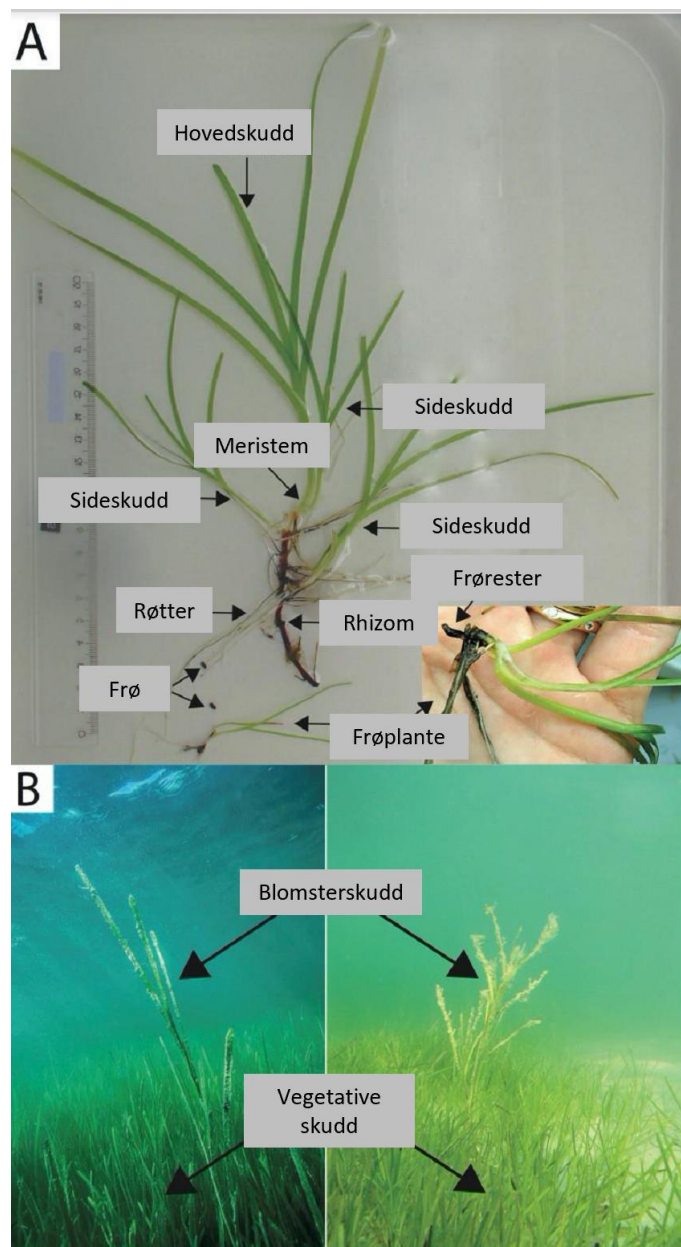 A
Hovedskudd
Sideskudd
Meristem
Sideskudd
Sideskudd
Frørester
Røtter
Rhizom
Frø
Frøplante
B
Blomsterskudd
Vegetative
skudd